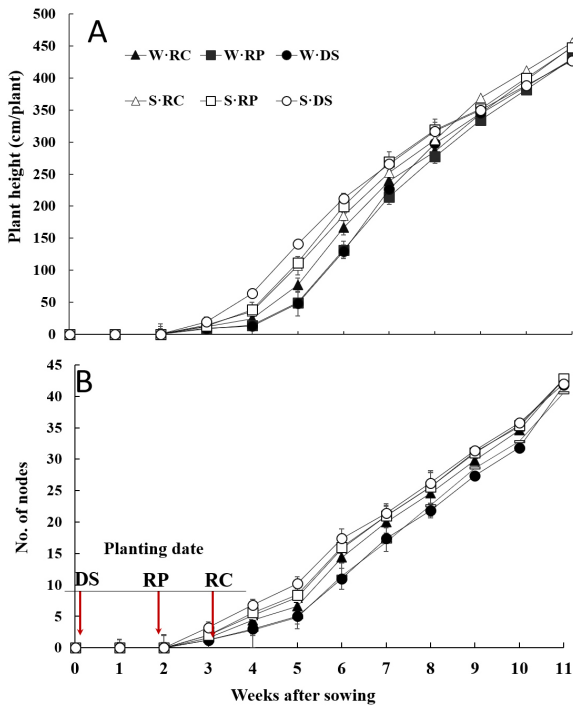 A
500
450
400
350
300
250
200
150
100
50
0
Plant height (cm/plant)
W·RC W·RP W·DS
S·RC S·RP S·DS
B
45
40
35
30
25
20
15
10
5
0
No. of nodes
Planting date
DS RP RC
0 1 2 3 4 5 6 7 8 9 10 11
Weeks after sowing